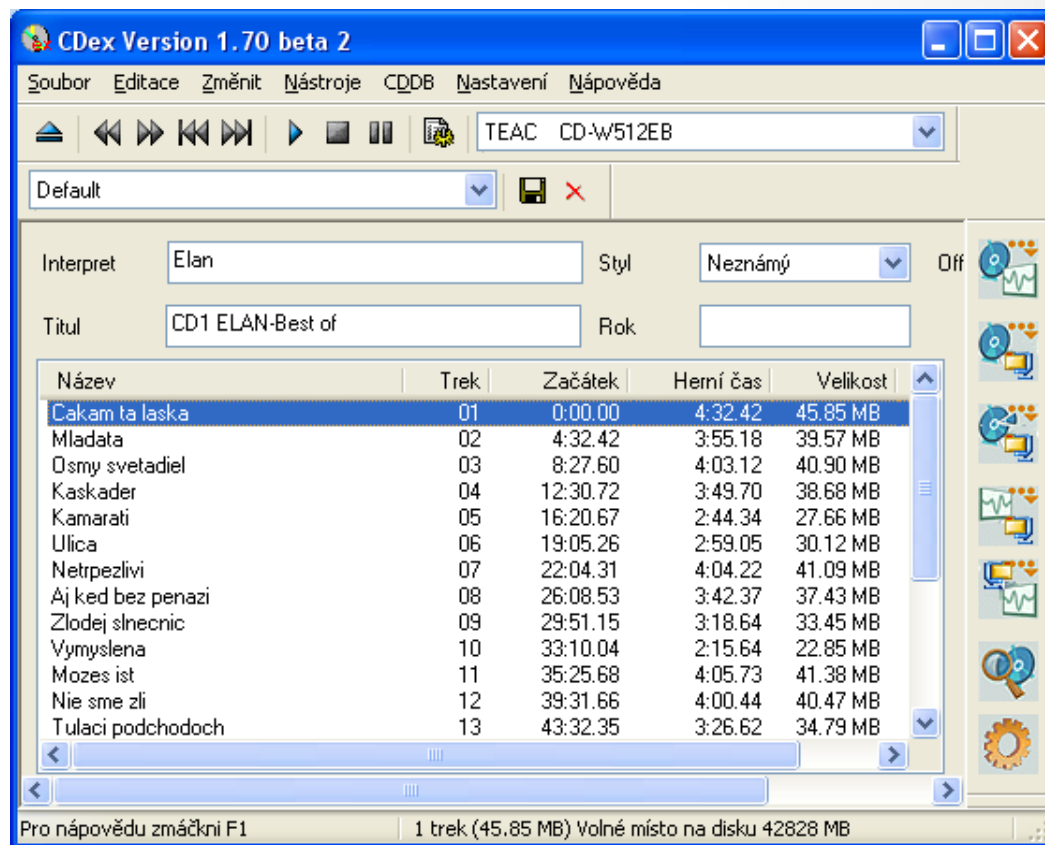 CDex Version 1.70 beta 2
Soubor Editace Změnit Nástroje CDDB Nastavení Nápověda
TEAC CD-W512EB
Default
Interpret Elan Styl Neznámý Off
Titul CD1 ELAN-Best of Rok
Název Trek Začátek Herní čas Velikost
Cakam ta laska 01 0:00.00 4:32.42 45.85 MB
Mladata 02 4:32.42 3:55.18 39.57 MB
Osmy svetadiel 03 8:27.60 4:03.12 40.90 MB
Kaskader 04 12:30.72 3:49.70 38.68 MB
Kamarati 05 16:20.67 2:44.34 27.66 MB
Ulica 06 19:05.26 2:59.05 30.12 MB
Netrpezlivi 07 22:04.31 4:04.22 41.09 MB
Aj ked bez penazi 08 26:08.53 3:42.37 37.43 MB
Zlodej slnecnic 09 29:51.15 3:18.64 33.45 MB
Vymyslena 10 33:10.04 2:15.64 22.85 MB
Mozes ist 11 35:25.68 4:05.73 41.38 MB
Nie sme zli 12 39:31.66 4:00.44 40.47 MB
Tulaci podchodoch 13 43:32.35 3:26.62 34.79 MB
Pro nápovědu zmáčkni F1 1 trek (45.85 MB) Volné místo na disku 42828 MB